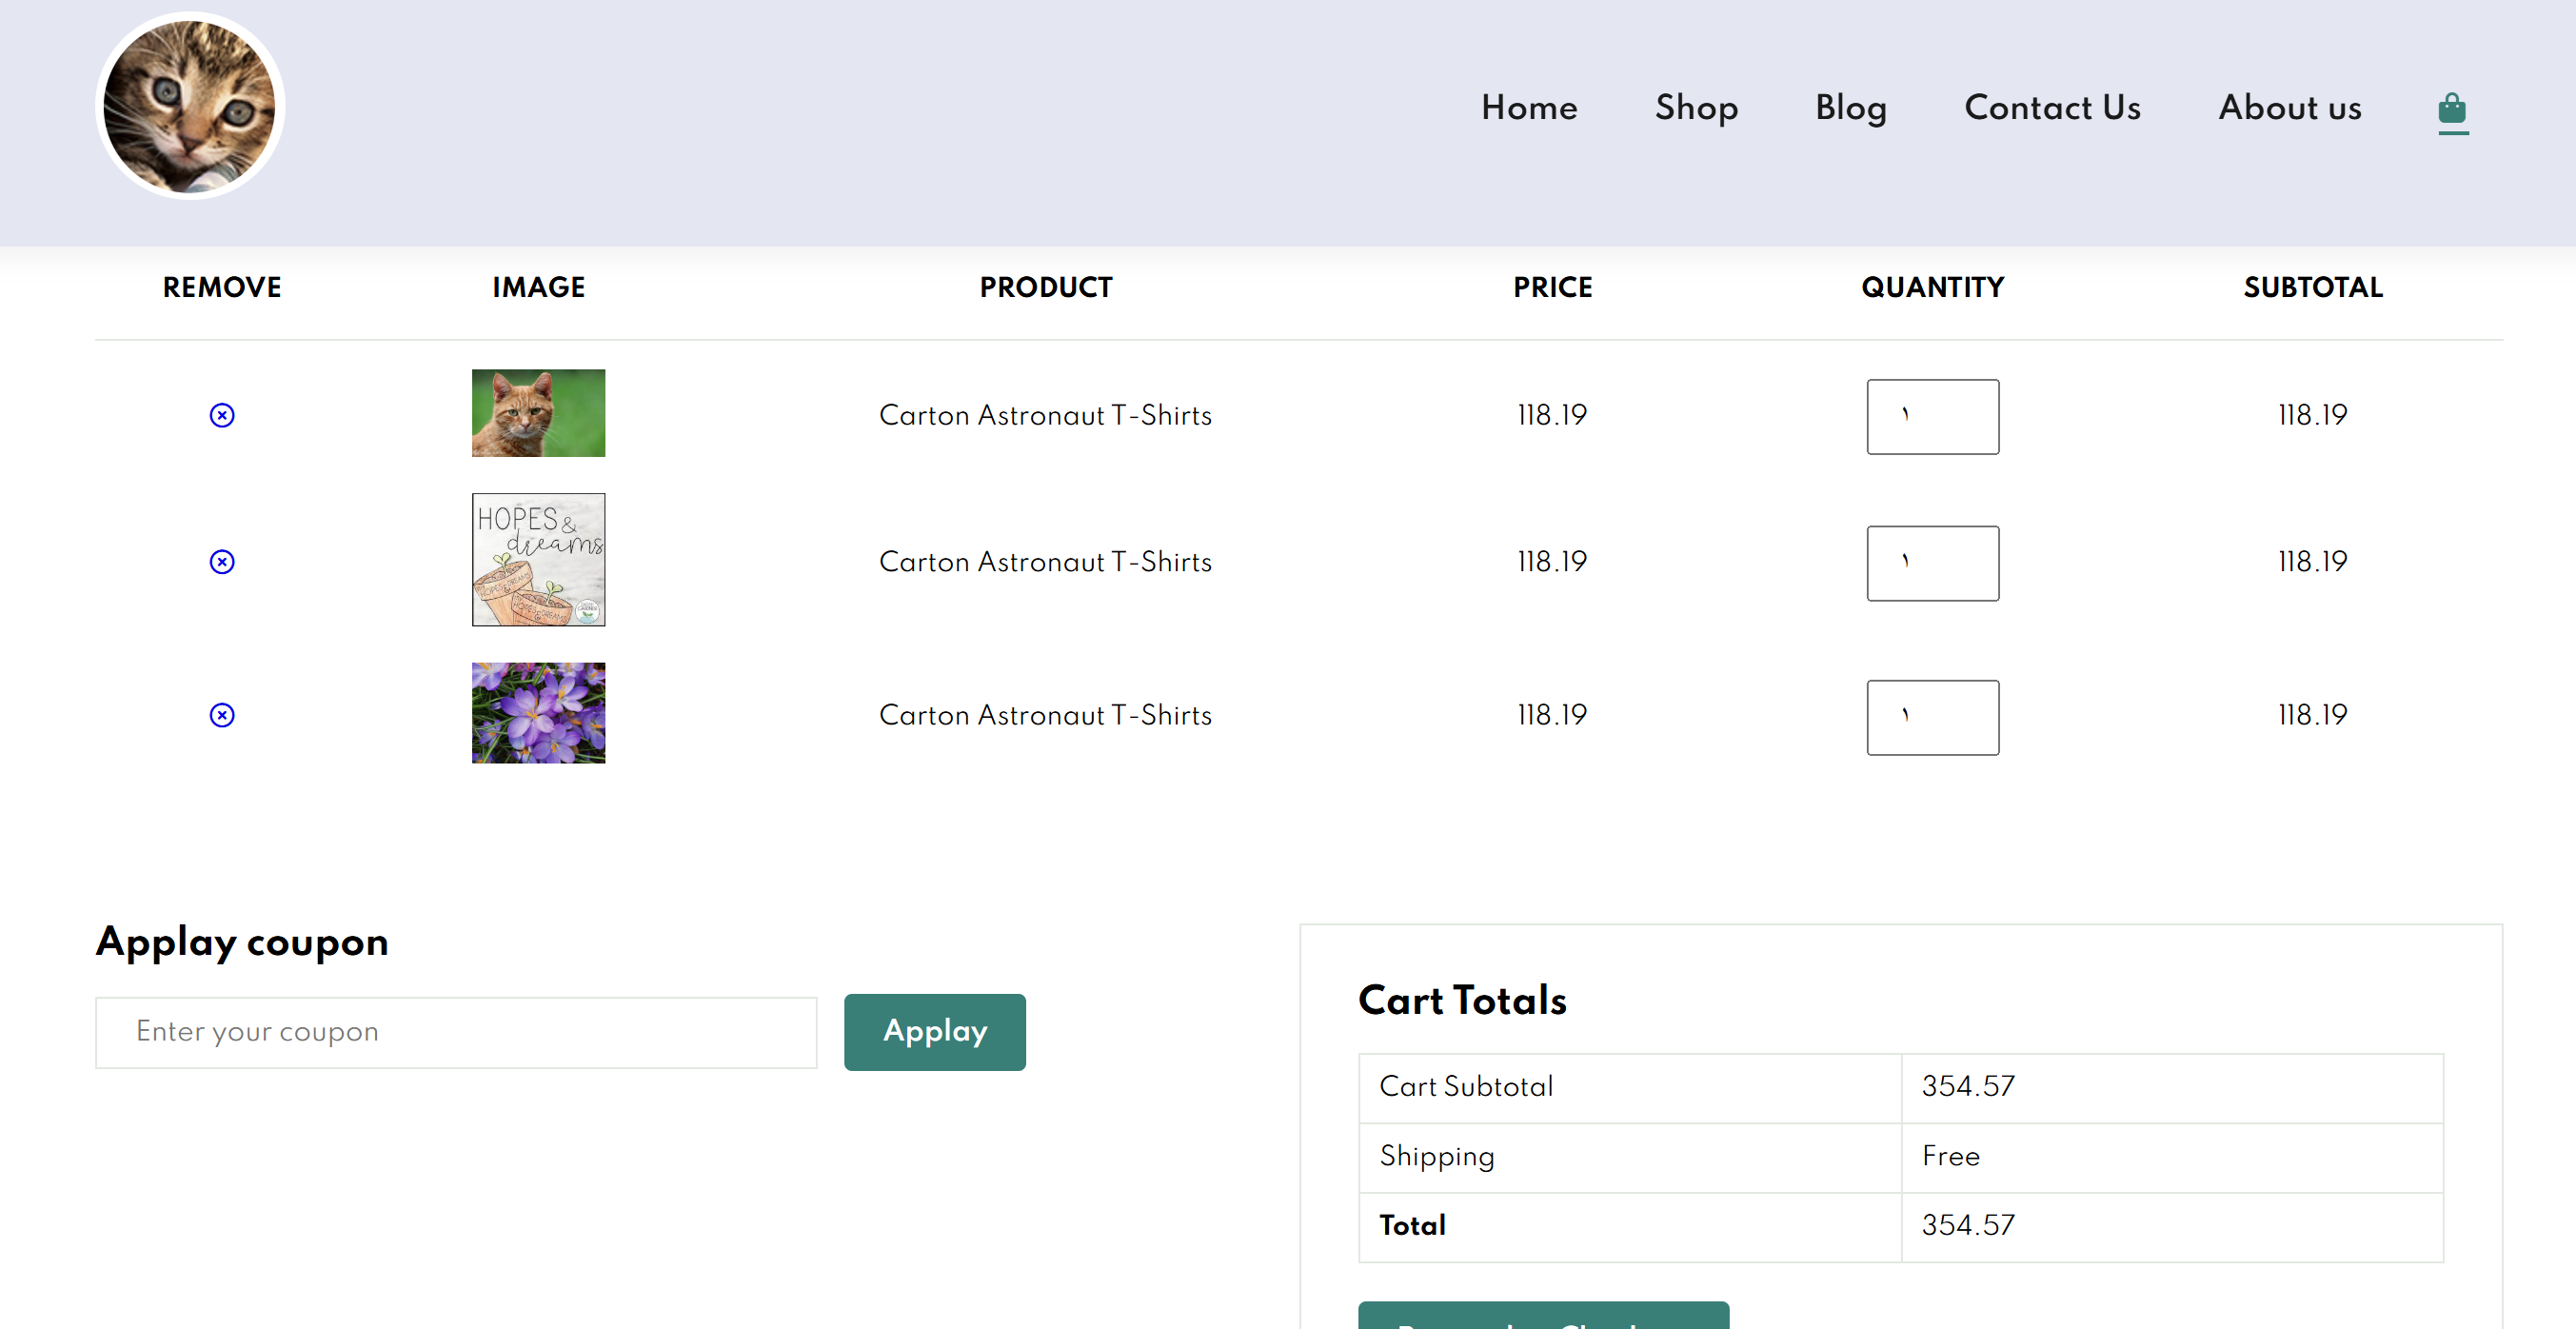 Home Shop Blog Contact Us About us
REMOVE IMAGE PRODUCT PRICE QUANTITY SUBTOTAL
Carton Astronaut T-Shirts 118.19 ١ 118.19
HOPES &
dreams
Carton Astronaut T-Shirts 118.19 ١ 118.19
Carton Astronaut T-Shirts 118.19 ١ 118.19
Applay coupon
Enter your coupon Applay
Cart Totals
Cart Subtotal 354.57
Shipping Free
Total 354.57